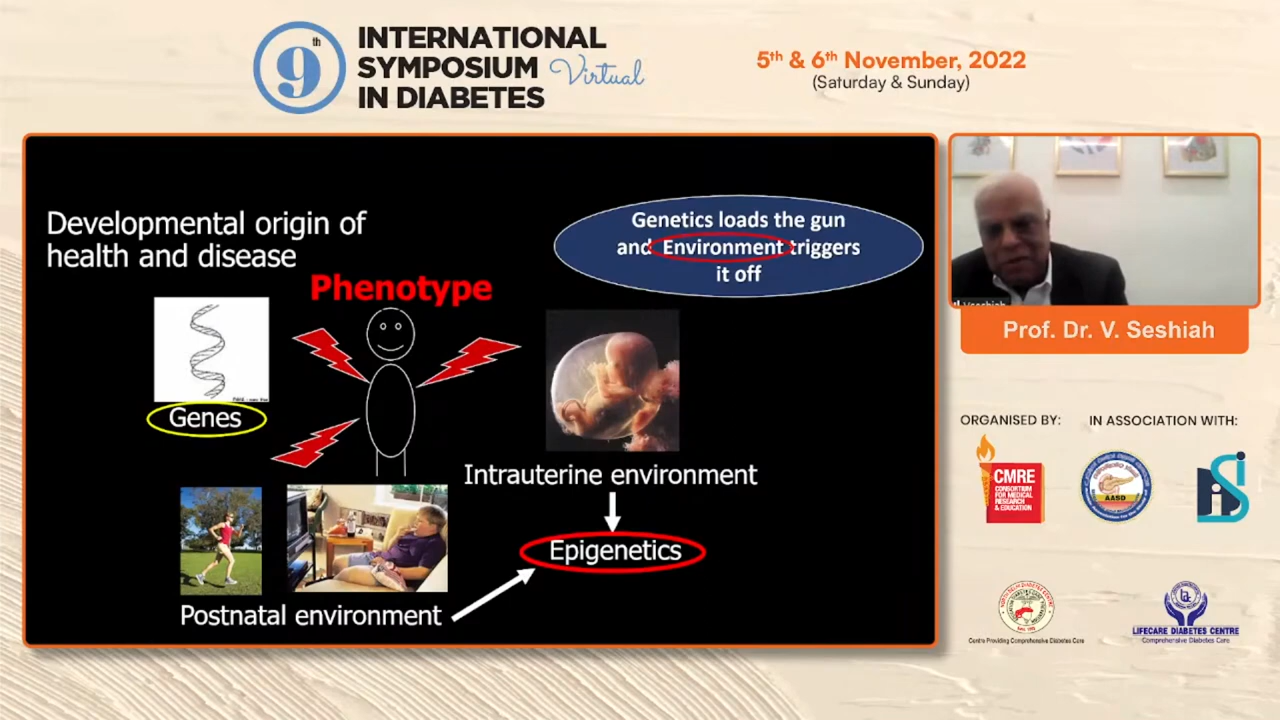 9th
INTERNATIONAL
SYMPOSIUM Virtual
IN DIABETES
5th & 6th November, 2022
(Saturday & Sunday)
Developmental origin of
health and disease
Genetics loads the gun
and Environment triggers
it off
Phenotype
Genes
Intrauterine environment
Epigenetics
Postnatal environment
Prof. Dr. V. Seshiah
ORGANISED BY:
IN ASSOCIATION WITH:
CMRE
CONSORTIUM
FOR MEDICAL
RESEARCH
& EDUCATION
AASD
Centre Providing Comprehensive Diabetes Care
LIFECARE DIABETES CENTRE
Comprehensive Diabetes Care